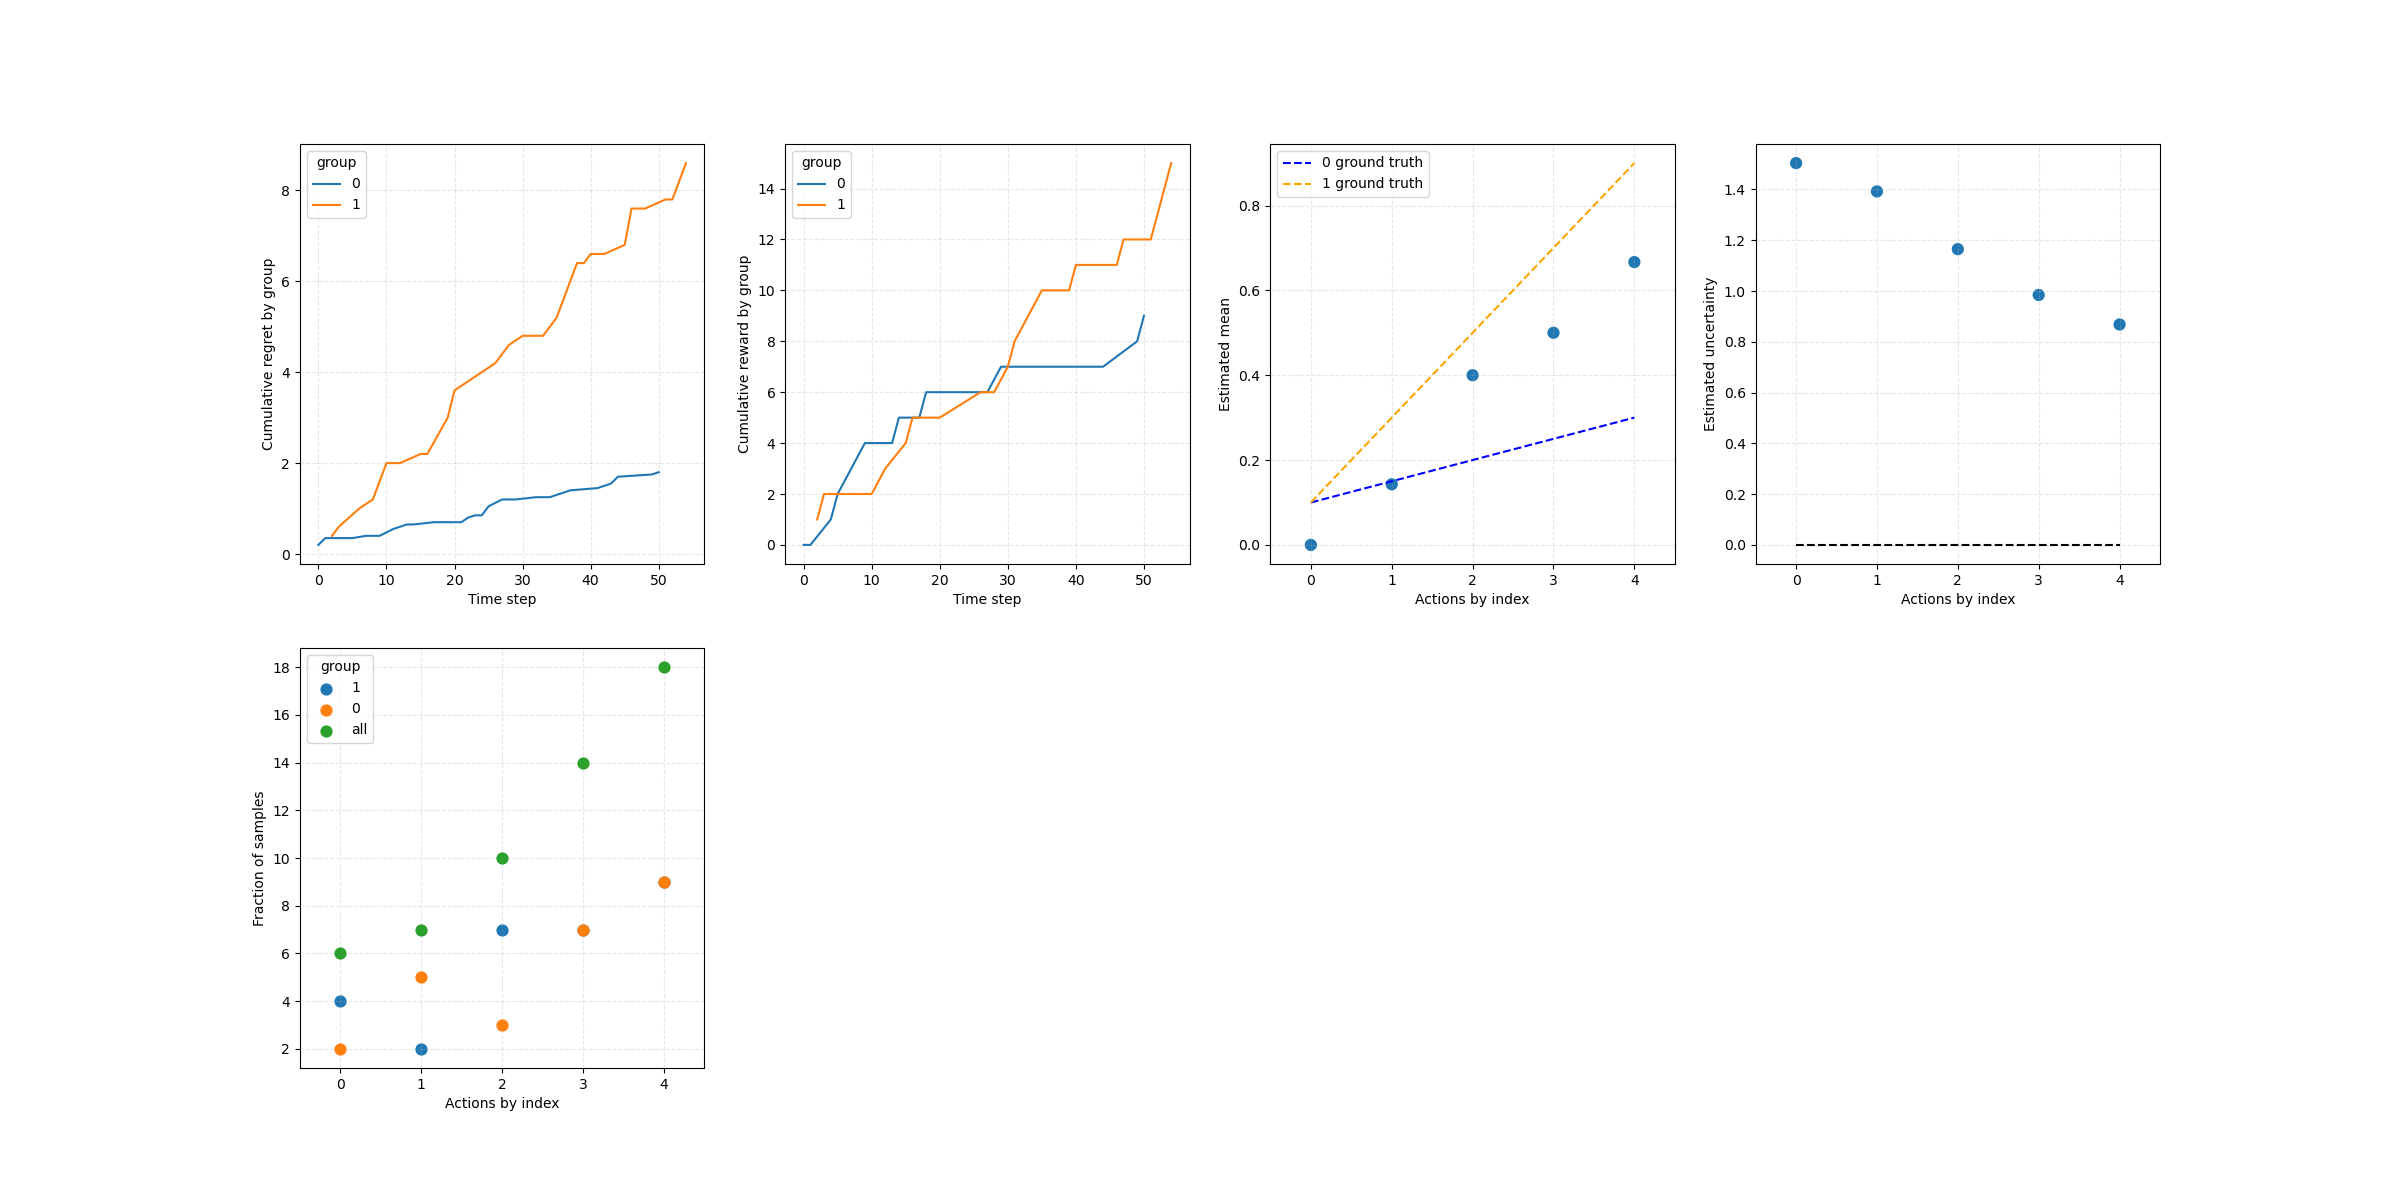 group
0
1
Cumulative regret by group
8
6
4
2
0
0 10 20 30 40 50
Time step
group
0
1
Cumulative reward by group
14
12
10
8
6
4
2
0
0 10 20 30 40 50
Time step
0 ground truth
1 ground truth
Estimated mean
0.8
0.6
0.4
0.2
0.0
0 1 2 3 4
Actions by index
Estimated uncertainty
1.4
1.2
1.0
0.8
0.6
0.4
0.2
0.0
0 1 2 3 4
Actions by index
group
1
0
all
Fraction of samples
18
16
14
12
10
8
6
4
2
0 1 2 3 4
Actions by index